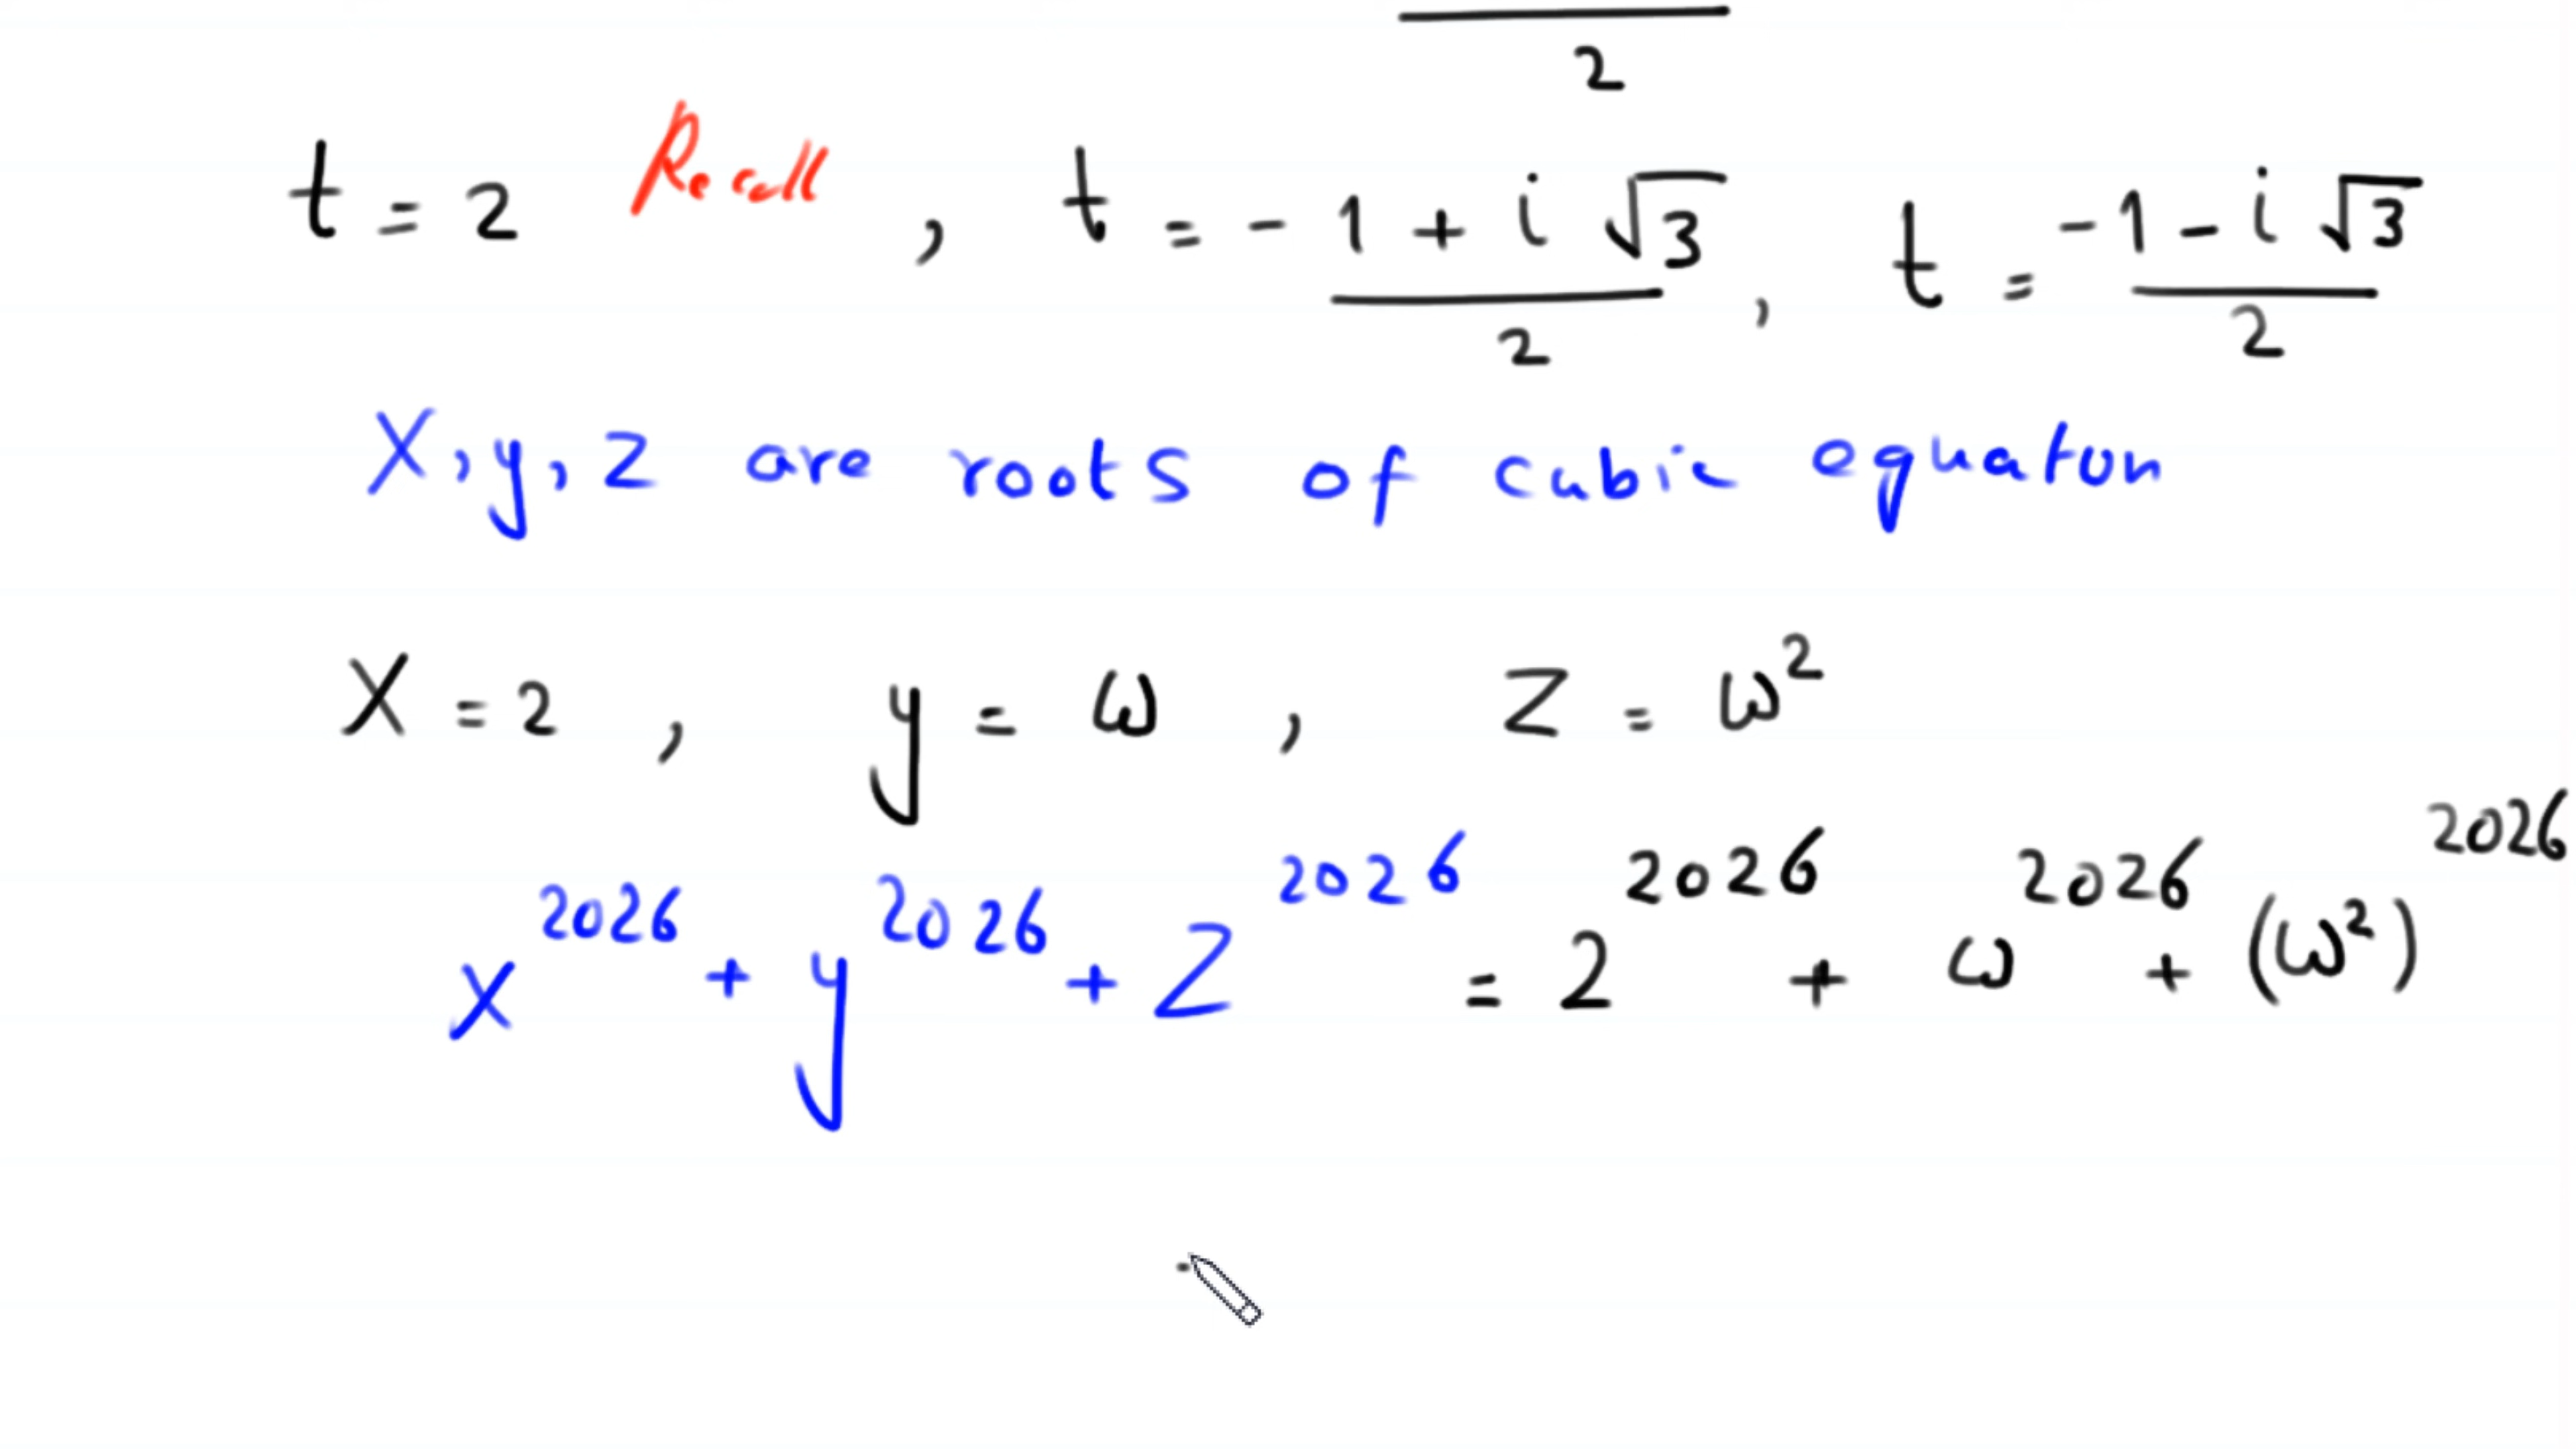 2
t = 2 Recall , t = -1 + i √3 / 2 , t = -1 - i √3 / 2
X, y, z are roots of cubic equaton
X = 2 , y = ω , Z = ω²
x^2026 + y^2026 + Z^2026 = 2^2026 + ω^2026 + (ω²)^2026